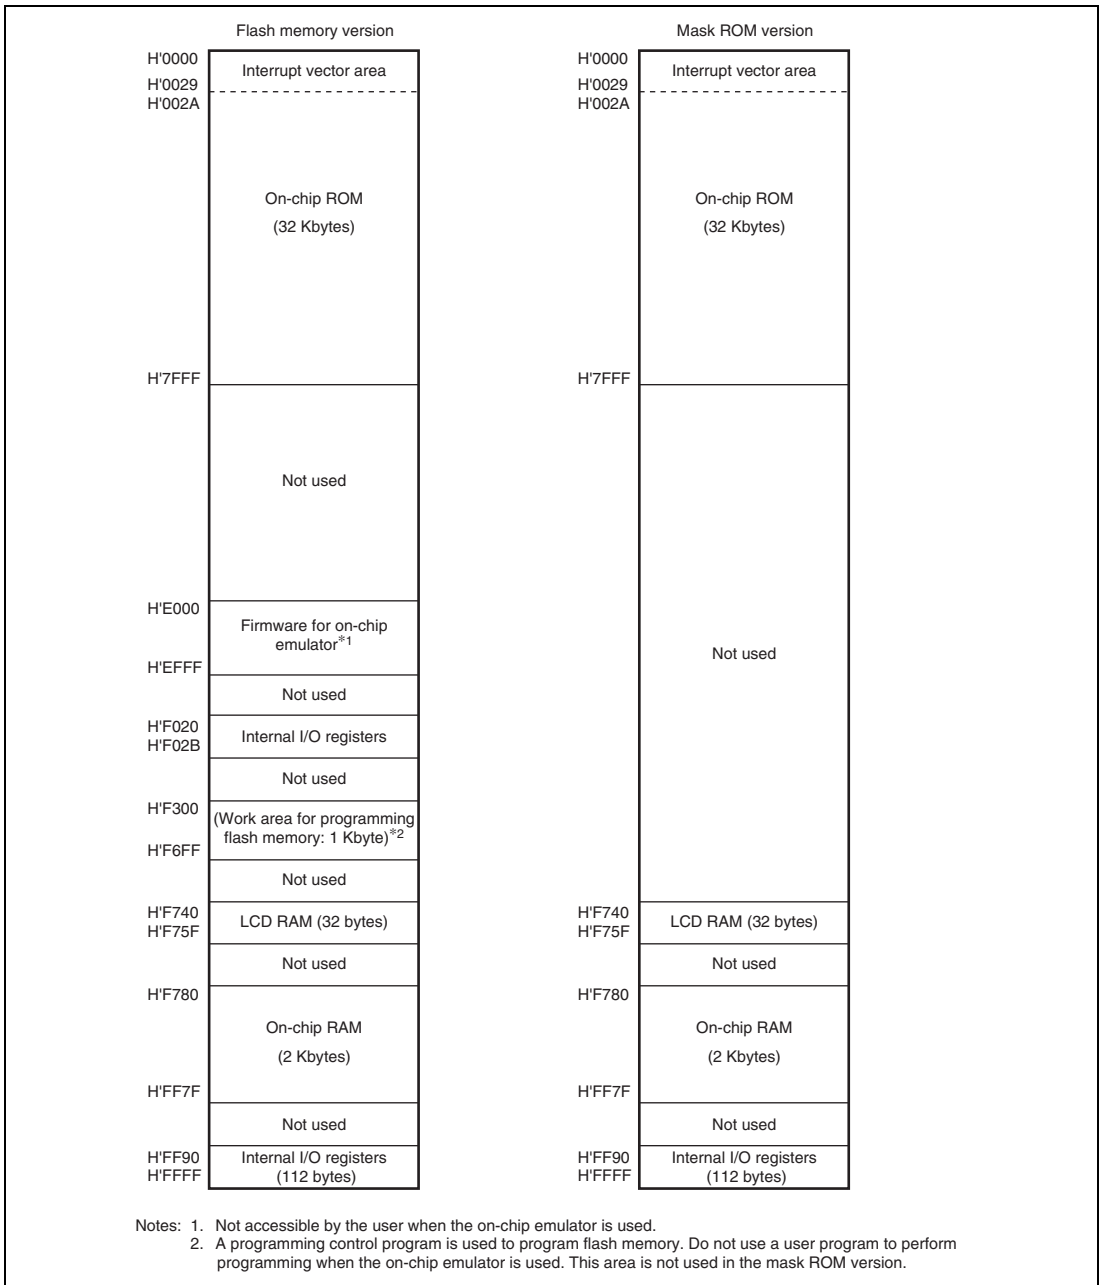 Flash memory version
H'0000
Interrupt vector area
H'0029
H'002A
On-chip ROM
(32 Kbytes)
H'7FFF
Not used
H'E000
Firmware for on-chip
emulator*1
H'EFFF
Not used
H'F020
Internal I/O registers
H'F02B
Not used
H'F300
(Work area for programming
flash memory: 1 Kbyte)*2
H'F6FF
Not used
H'F740
LCD RAM (32 bytes)
H'F75F
Not used
H'F780
On-chip RAM
(2 Kbytes)
H'FF7F
Not used
H'FF90
Internal I/O registers
H'FFFF
(112 bytes)
Mask ROM version
H'0000
Interrupt vector area
H'0029
H'002A
On-chip ROM
(32 Kbytes)
H'7FFF
Not used
H'F740
LCD RAM (32 bytes)
H'F75F
Not used
H'F780
On-chip RAM
(2 Kbytes)
H'FF7F
Not used
H'FF90
Internal I/O registers
H'FFFF
(112 bytes)
Notes: 1. Not accessible by the user when the on-chip emulator is used.
2. A programming control program is used to program flash memory. Do not use a user program to perform
programming when the on-chip emulator is used. This area is not used in the mask ROM version.